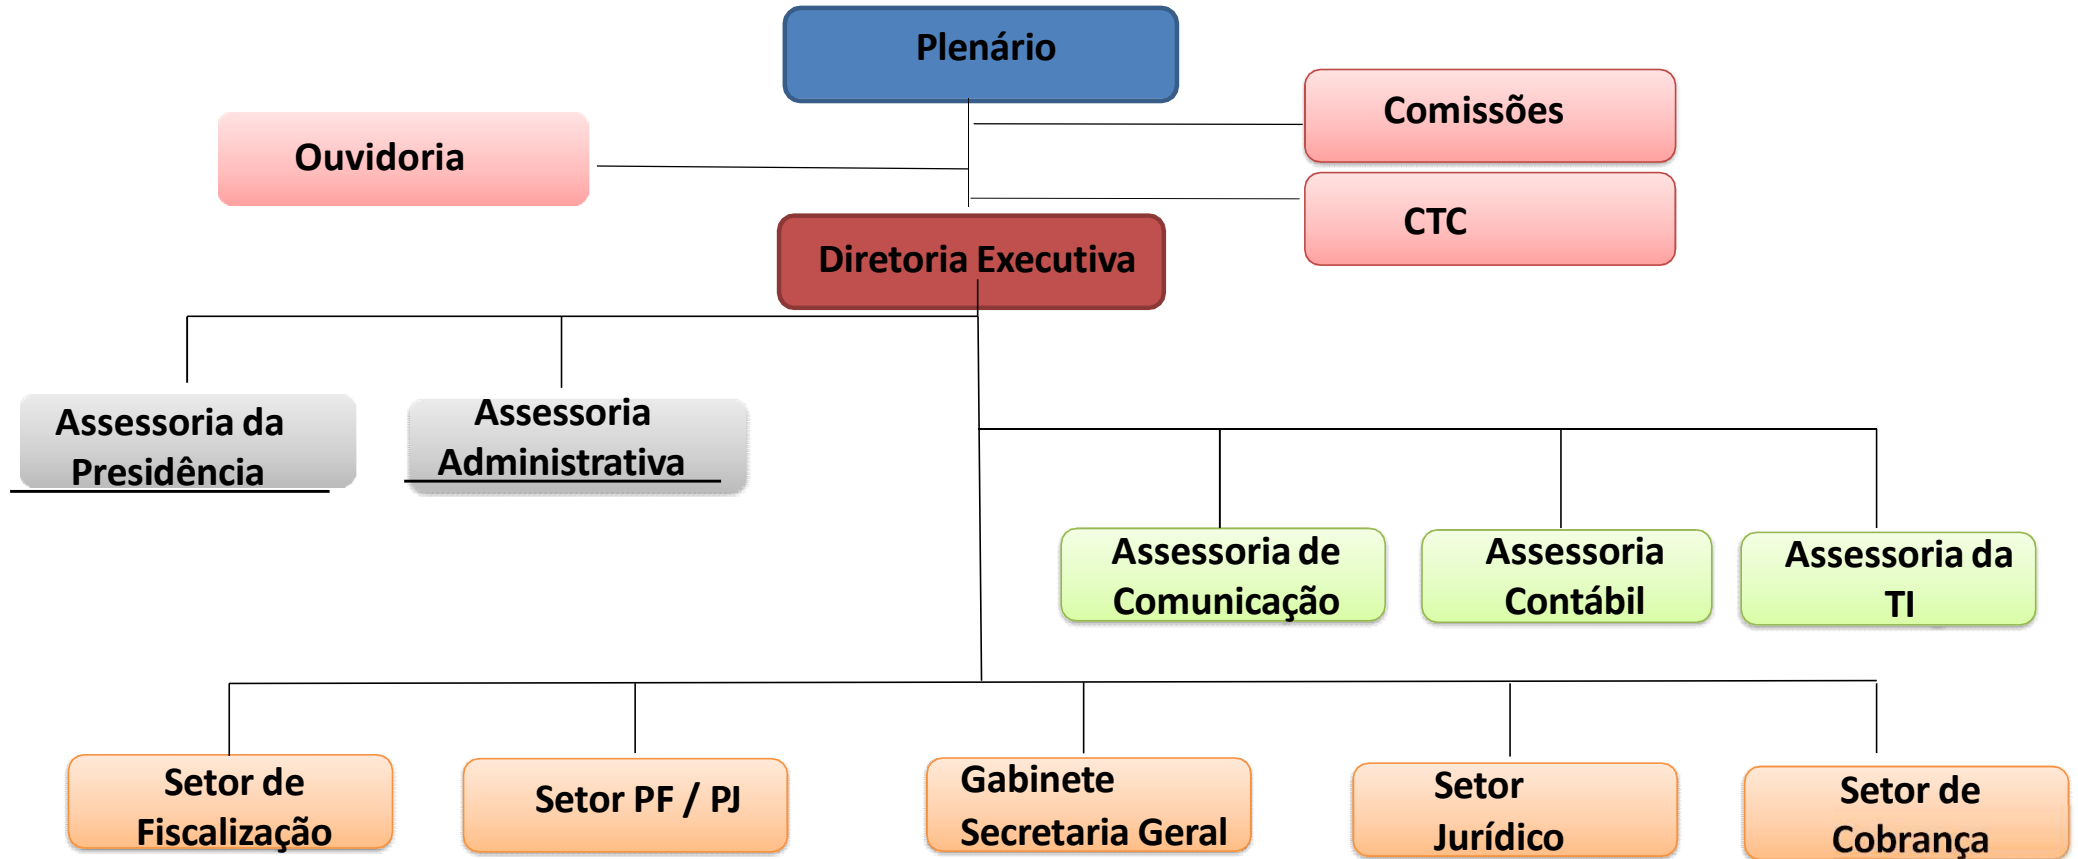 Plenário
Comissões
Ouvidoria
CTC
Diretoria Executiva
Assessoria da
Presidência
Assessoria
Administrativa
Assessoria de
Comunicação
Assessoria
Contábil
Assessoria da
TI
Setor de
Fiscalização
Setor PF / PJ
Gabinete
Secretaria Geral
Setor
Jurídico
Setor de
Cobrança